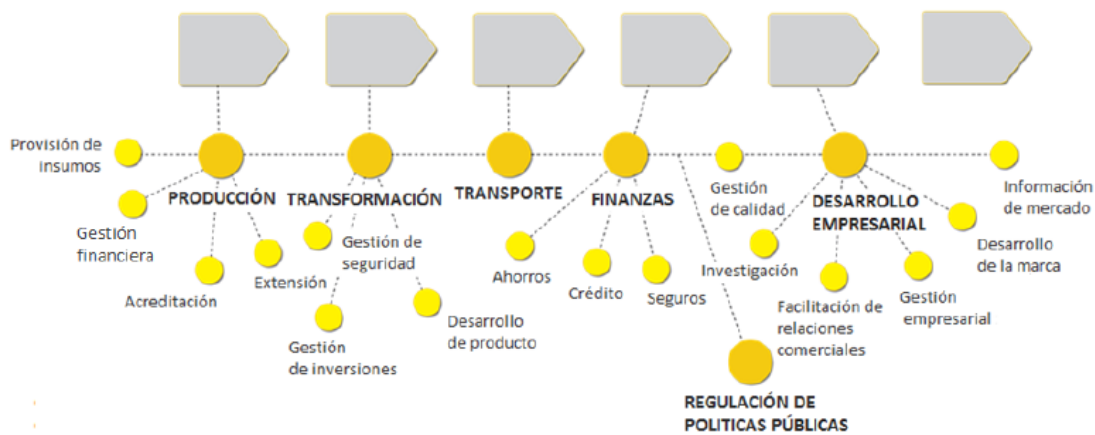 Provisión de
insumos
PRODUCCIÓN
TRANSFORMACIÓN
TRANSPORTE
FINANZAS
Gestión
de calidad
DESARROLLO
EMPRESARIAL
Información
de mercado
Gestión
financiera
Acreditación
Extensión
Gestión de
seguridad
Gestión
de inversiones
Desarrollo
de producto
Ahorros
Crédito
Seguros
Investigación
Facilitación de
relaciones
comerciales
Gestión
empresarial
Desarrollo
de la marca
REGULACIÓN DE
POLITICAS PÚBLICAS